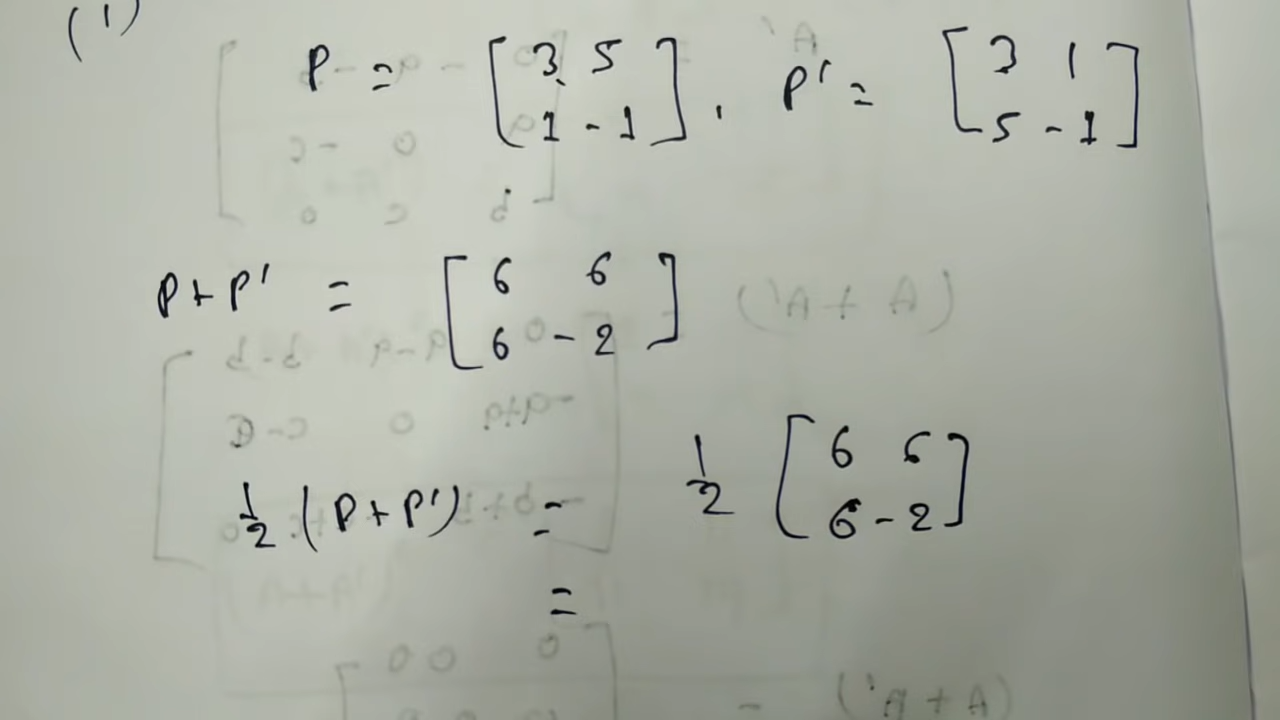 (1)
P = [ 3 5
1 -1 ] , P' = [ 3 1
5 -1 ]
P+P' = [ 6 6
6 -2 ]
1/2 (P+P') = 1/2 [ 6 6
6 -2 ]
=